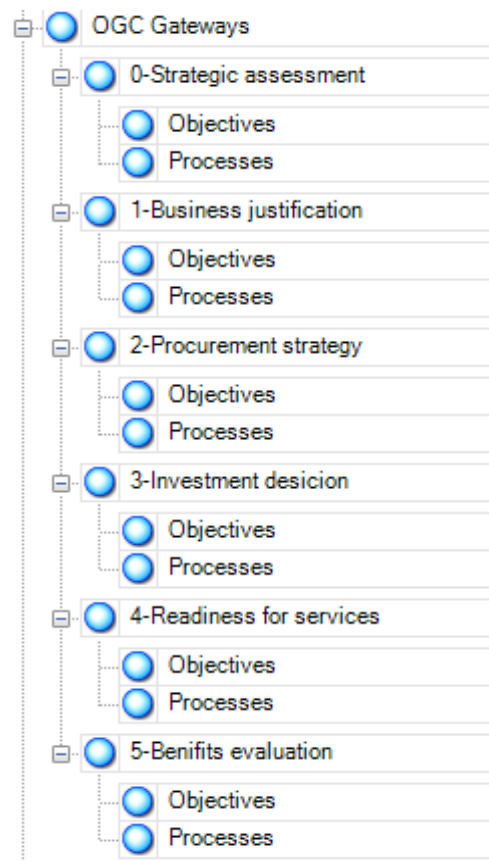 OGC Gateways
0-Strategic assessment
Objectives
Processes
1-Business justification
Objectives
Processes
2-Procurement strategy
Objectives
Processes
3-Investment desicion
Objectives
Processes
4-Readiness for services
Objectives
Processes
5-Benifits evaluation
Objectives
Processes